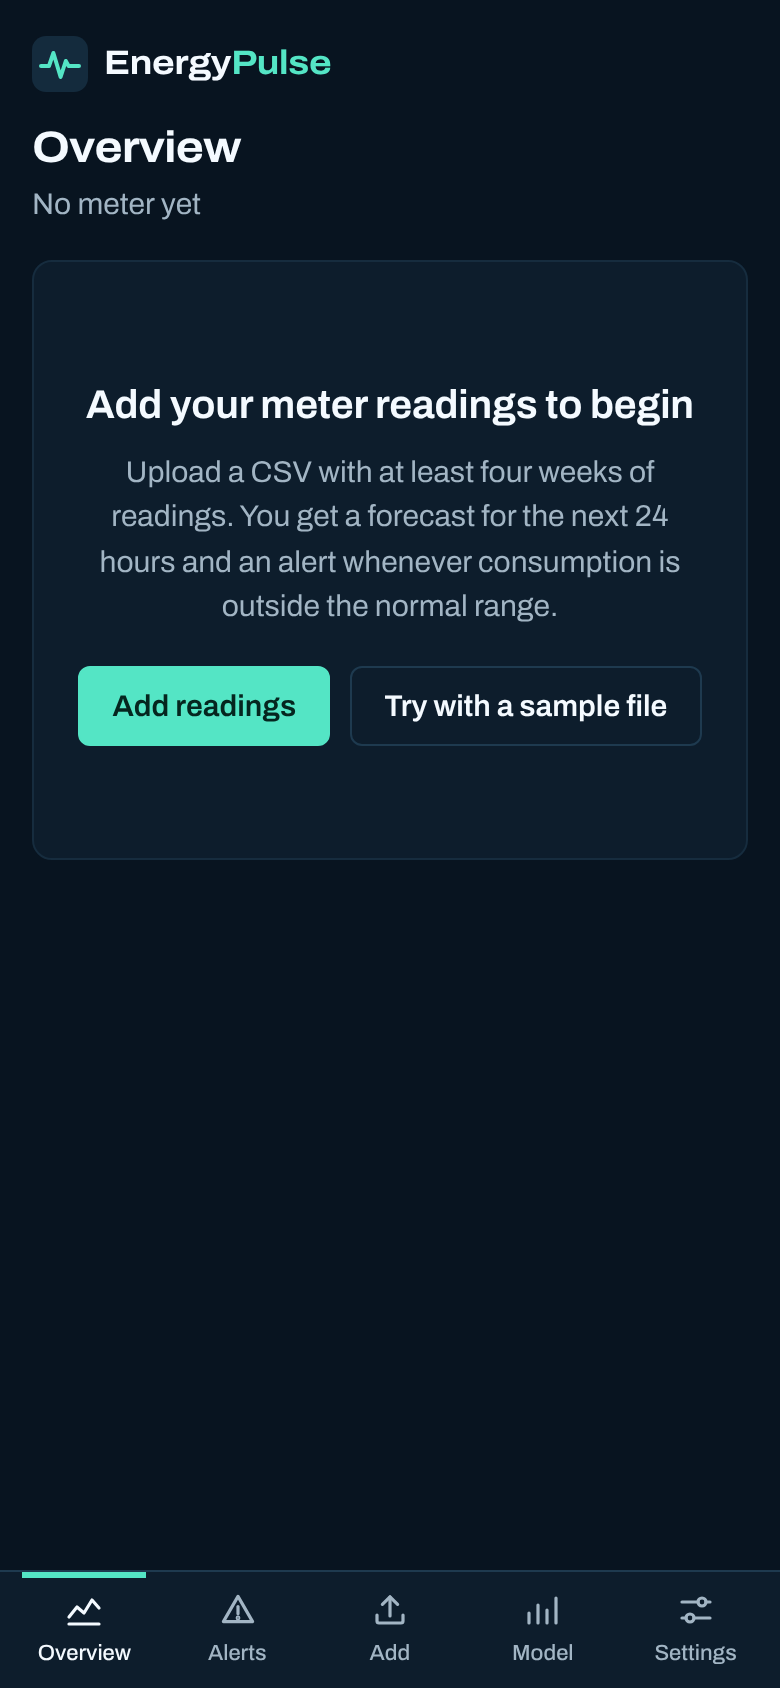 EnergyPulse
Overview
No meter yet
Add your meter readings to begin
Upload a CSV with at least four weeks of
readings. You get a forecast for the next 24
hours and an alert whenever consumption is
outside the normal range.
Add readings
Try with a sample file
Overview
Alerts
Add
Model
Settings